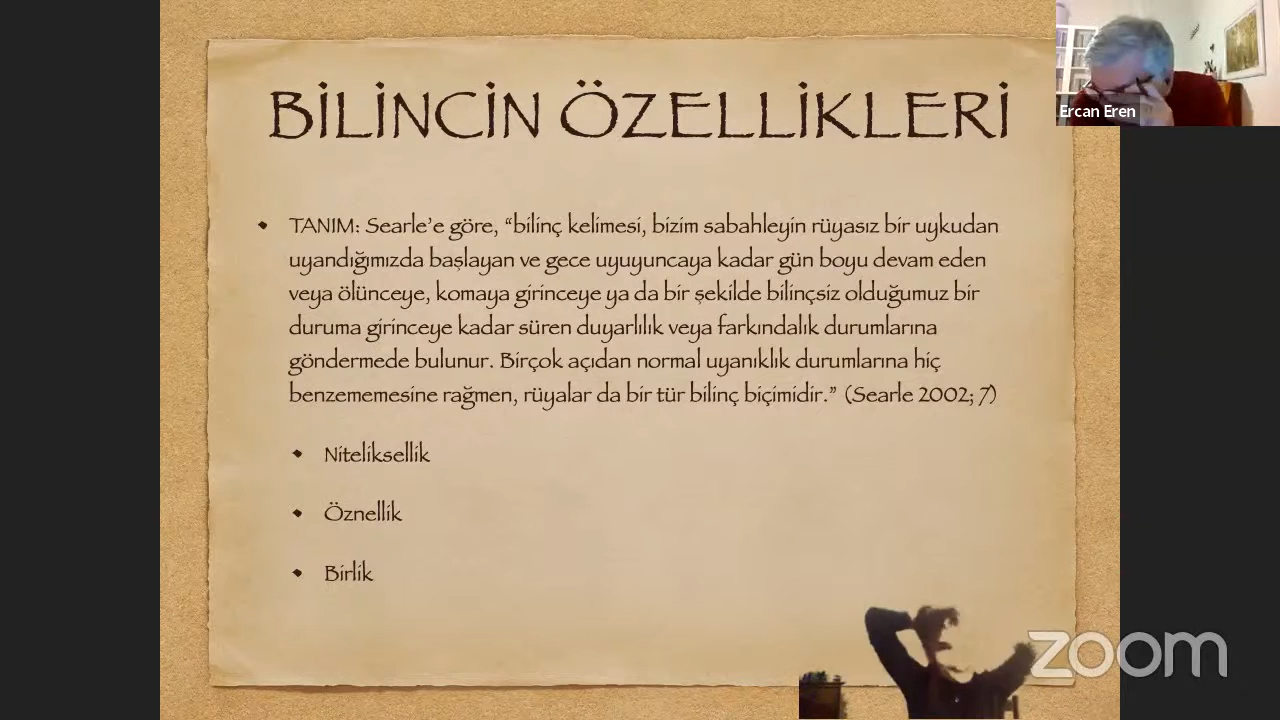 BİLİNCİN ÖZELLİKLERİ
Ercan Eren
• TANIM: Searle’e göre, “bilinç kelimesi, bizim sabahleyin rüyasız bir uykudan
uyandığımızda başlayan ve gece uyuyuncaya kadar gün boyu devam eden
veya ölünceye, komaya girinceye ya da bir şekilde bilinçsiz olduğumuz bir
duruma girinceye kadar süren duyarlılık veya farkındalık durumlarına
göndermede bulunur. Birçok açıdan normal uyanıklık durumlarına hiç
benzememesine rağmen, rüyalar da bir tür bilinç biçimidir.” (Searle 2002; 7)
• Niteliksellik
• Öznellik
• Birlik
zoom